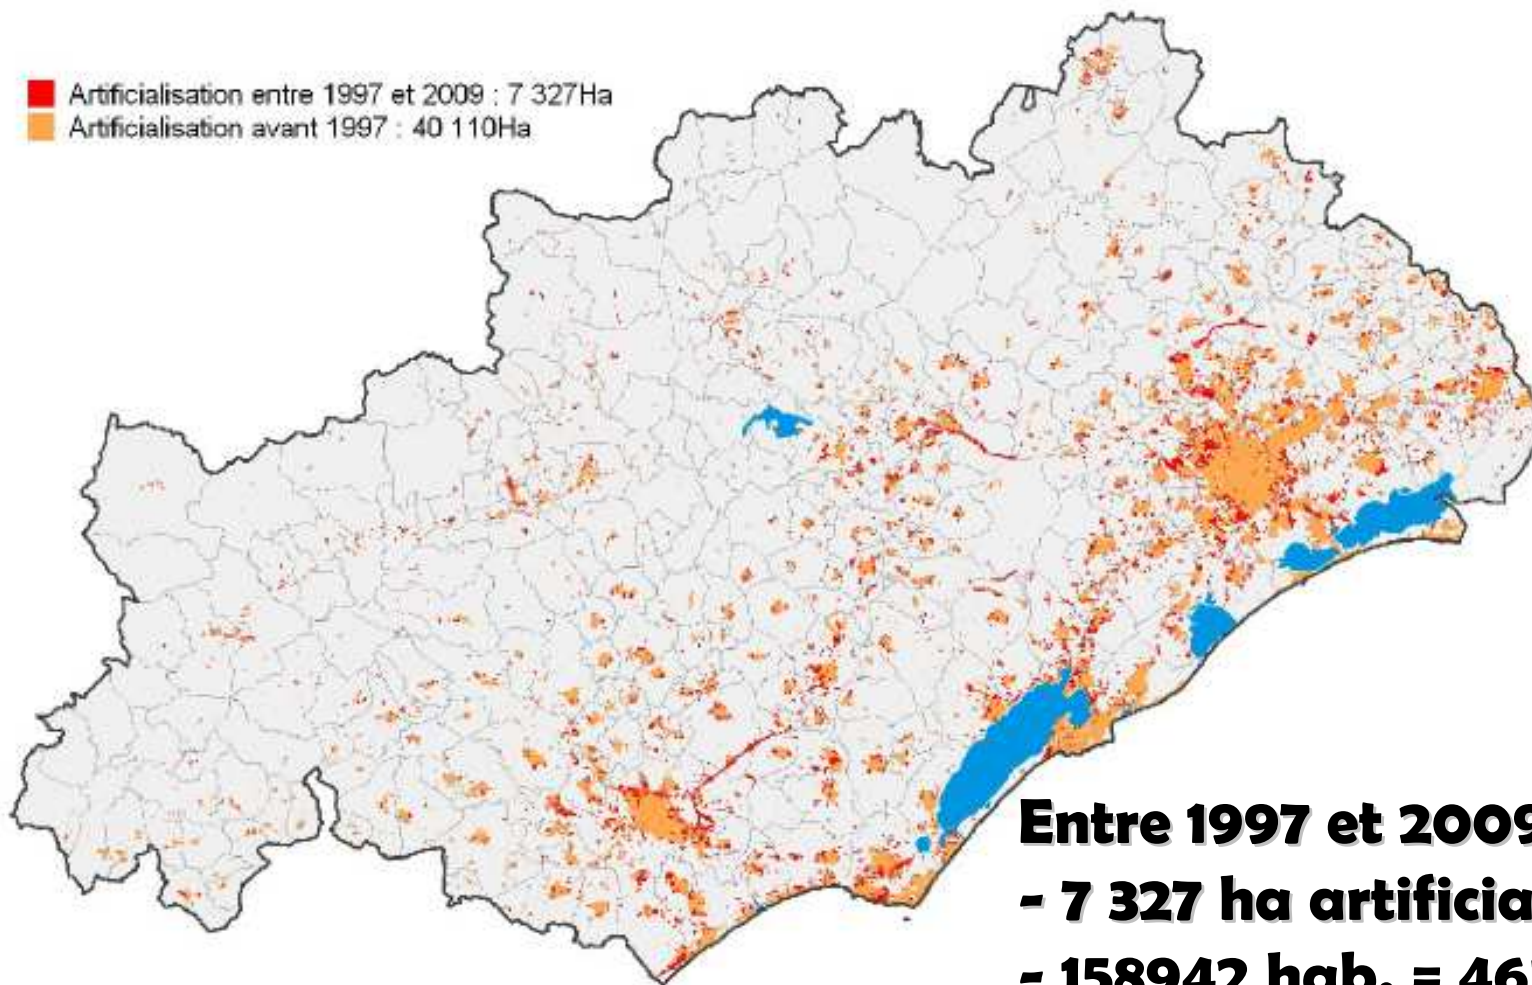 Artificialisation entre 1997 et 2009 : 7 327Ha
Artificialisation avant 1997 : 40 110Ha
Entre 1997 et 2009
- 7 327 ha artificia
- 158942 hab. = 46